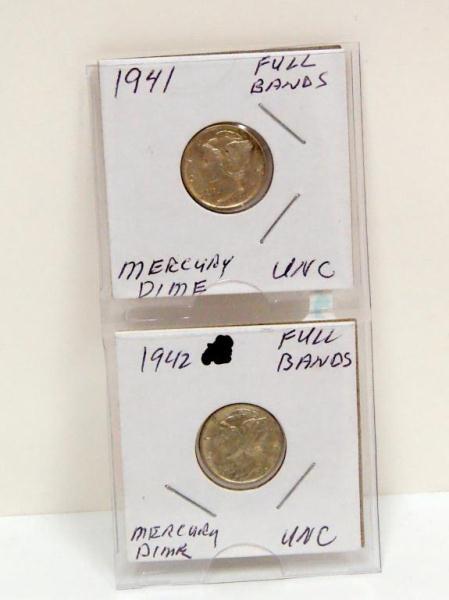 1941 FULL
BANDS
MERCURY UNC
DIME
1942 FULL
BANDS
MERCURY UNC
DIME